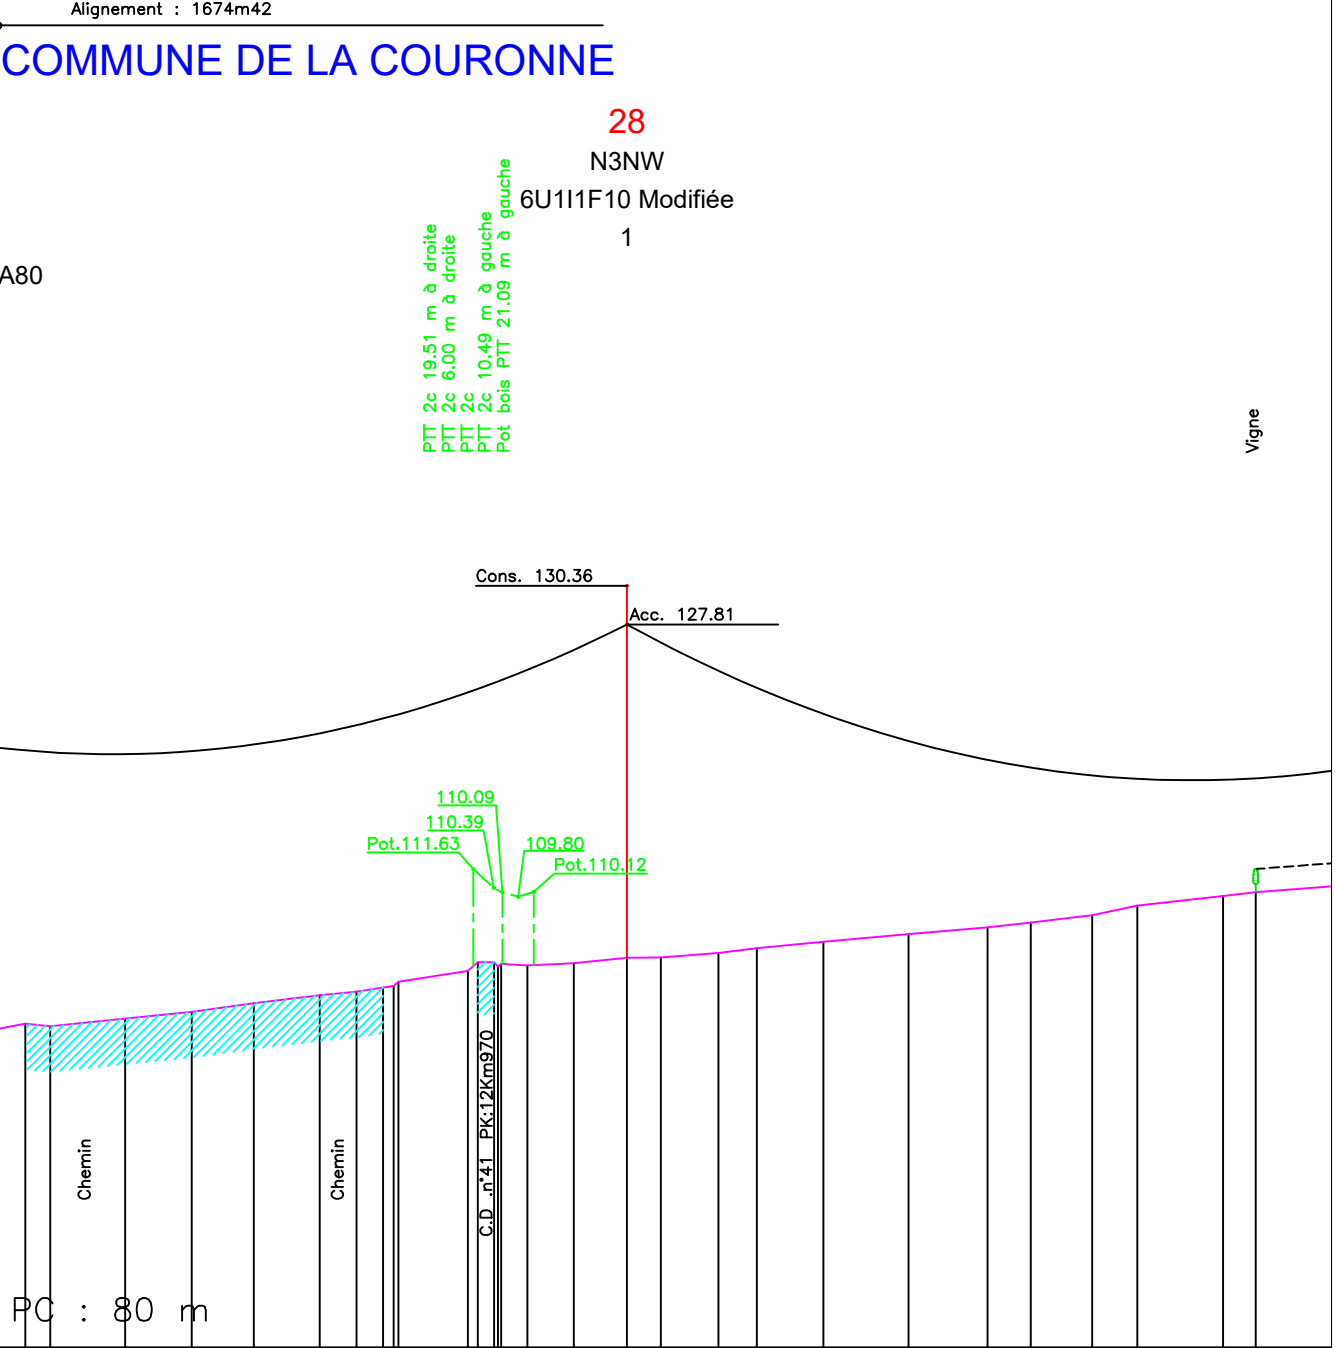 Alignement : 1674m42
COMMUNE DE LA COURONNE
28
N3NW
6U1I1F10 Modifiée
1
A80
PTT 2c 19.51 m à droite
PTT 2c 6.00 m à droite
PTT 2c
PTT 2c 10.49 m à gauche
Pot bois PTT 21.09 m à gauche
Vigne
Cons. 130.36
Acc. 127.81
110.09
110.39
Pot.111.63
109.80
Pot.110.12
Chemin
Chemin
C.D .n°41 PK:12Km970
PC : 80 m